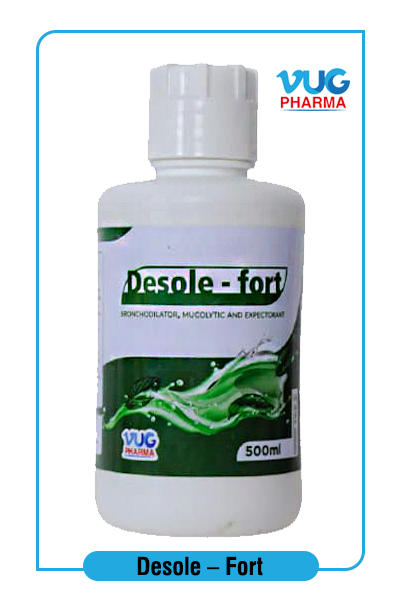 VUG
PHARMA
Desole - fort
BRONCHODILATOR, MUCOLYTIC AND EXPECTORANT
VUG
PHARMA
500ml
Desole – Fort